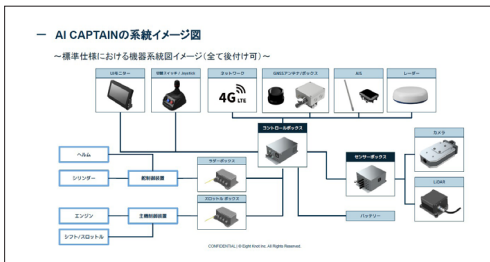 AI CAPTAINの系統イメージ図
～標準仕様における機器系統図イメージ(全て後付け可)～
UIモニター
切替スイッチ / Joystick
ネットワーク
GNSSアンテナ/ボックス
AIS
レーダー
4G LTE
コントロールボックス
カメラ
ヘルム
センサーボックス
ラダーボックス
シリンダー
舵制御装置
LiDAR
スロットル ボックス
エンジン
主機制御装置
バッテリー
シフト/スロットル
CONFIDENTIAL I © Eight Knot Inc. All Rights Reserved.